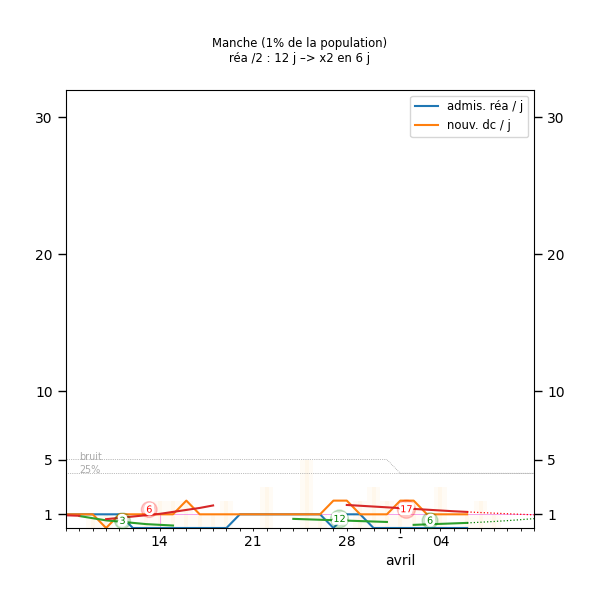 Manche (1% de la population)
réa /2 : 12 j –> x2 en 6 j
admis. réa / j
nouv. dc / j
30 30
20 20
10 10
5 5
1 1
bruit
25%
6
3
12
17
6
14 21 28 - 04
avril